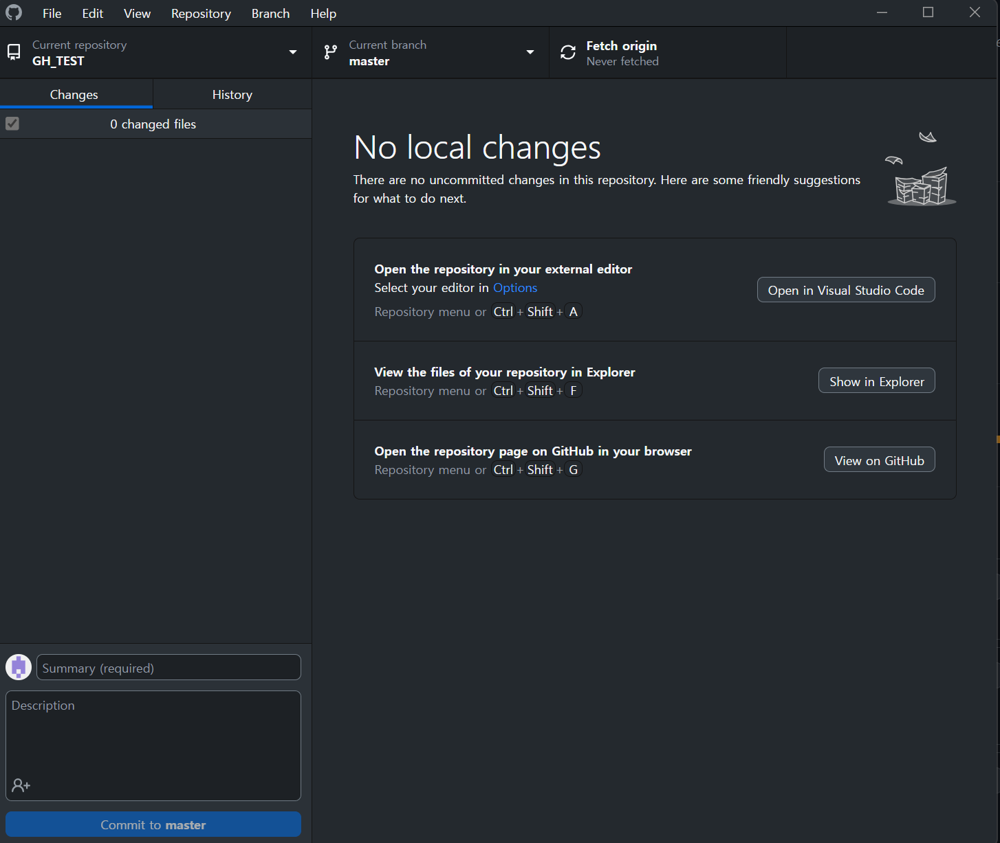 File Edit View Repository Branch Help
Current repository
GH_TEST
Current branch
master
Fetch origin
Never fetched
Changes
History
0 changed files
No local changes
There are no uncommitted changes in this repository. Here are some friendly suggestions
for what to do next.
Open the repository in your external editor
Select your editor in Options
Repository menu or Ctrl + Shift + A
Open in Visual Studio Code
View the files of your repository in Explorer
Repository menu or Ctrl + Shift + F
Show in Explorer
Open the repository page on GitHub in your browser
Repository menu or Ctrl + Shift + G
View on GitHub
Summary (required)
Description
Commit to master